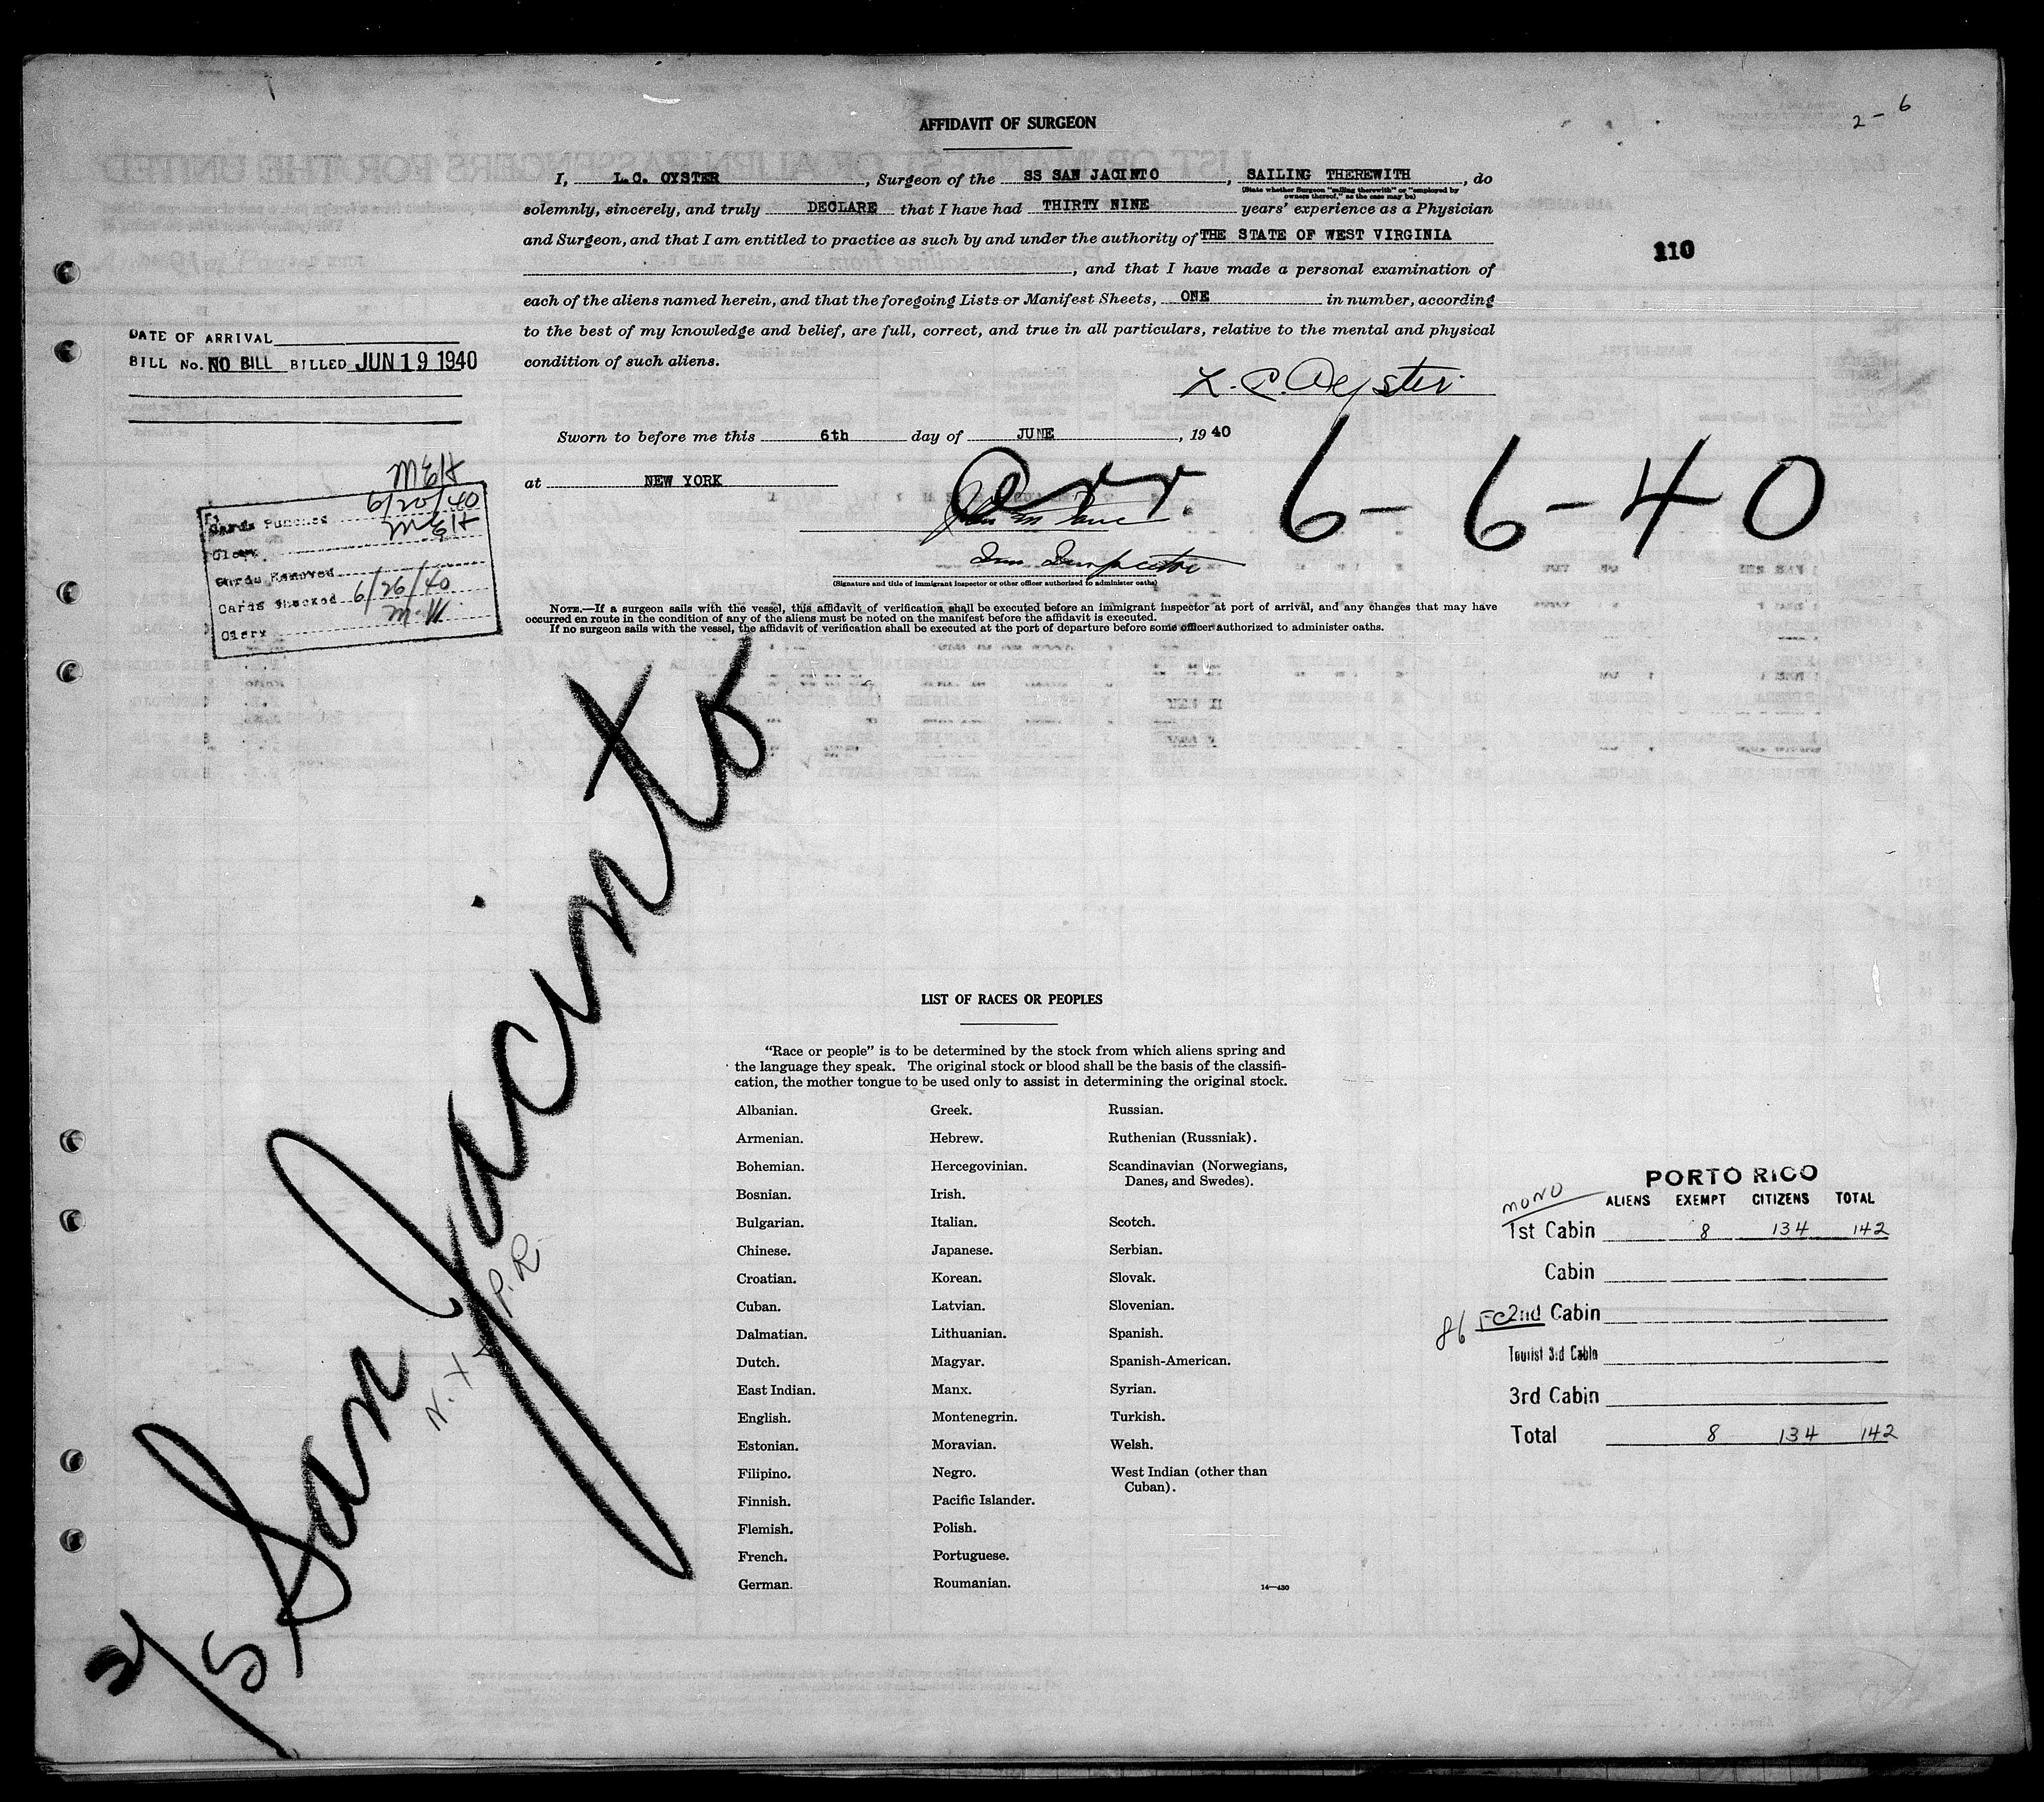 2 - 6
AFFIDAVIT OF SURGEON
I, L. C. OYSTER, Surgeon of the SS SAN JACINTO, SAILING THEREWITH, do
(State whether Surgeon "sailing therewith" or "employed by
owners thereof," as the case may be)
solemnly, sincerely, and truly DECLARE that I have had THIRTY NINE years' experience as a Physician
and Surgeon, and that I am entitled to practice as such by and under the authority of THE STATE OF WEST VIRGINIA
110
, and that I have made a personal examination of
each of the aliens named herein, and that the foregoing Lists or Manifest Sheets, ONE in number, according
to the best of my knowledge and belief, are full, correct, and true in all particulars, relative to the mental and physical
condition of such aliens.
DATE OF ARRIVAL
BILL No. NO BILL BILLED JUN 19 1940
L. C. Oyster
Sworn to before me this 6th day of JUNE, 1940
at NEW YORK
Arr. 6-6-40
Imm Inspector
(Signature and title of immigrant inspector or other officer authorized to administer oaths)
MEH
Cards Punched 6/20/40
Clerk MEH
Cards Removed
Cards Checked 6/26/40
Clerk M.W.
NOTE.—If a surgeon sails with the vessel, this affidavit of verification shall be executed before an immigrant inspector at port of arrival, and any changes that may have
occurred en route in the condition of any of the aliens must be noted on the manifest before the affidavit is executed.
If no surgeon sails with the vessel, the affidavit of verification shall be executed at the port of departure before some officer authorized to administer oaths.
S/S San Jacinto
P.R.
LIST OF RACES OR PEOPLES
"Race or people" is to be determined by the stock from which aliens spring and
the language they speak. The original stock or blood shall be the basis of the classifi-
cation, the mother tongue to be used only to assist in determining the original stock.
Albanian.
Armenian.
Bohemian.
Bosnian.
Bulgarian.
Chinese.
Croatian.
Cuban.
Dalmatian.
Dutch.
East Indian.
English.
Estonian.
Filipino.
Finnish.
Flemish.
French.
German.
Greek.
Hebrew.
Hercegovinian.
Irish.
Italian.
Japanese.
Korean.
Latvian.
Lithuanian.
Magyar.
Manx.
Montenegrin.
Moravian.
Negro.
Pacific Islander.
Polish.
Portuguese.
Roumanian.
Russian.
Ruthenian (Russniak).
Scandinavian (Norwegians,
Danes, and Swedes).
Scotch.
Serbian.
Slovak.
Slovenian.
Spanish.
Spanish-American.
Syrian.
Turkish.
Welsh.
West Indian (other than
Cuban).
14—430
PORTO RICO
mono ALIENS EXEMPT CITIZENS TOTAL
1st Cabin 8 134 142
Cabin
86 FC 2nd Cabin
Tourist 3rd Cabin
3rd Cabin
Total 8 134 142